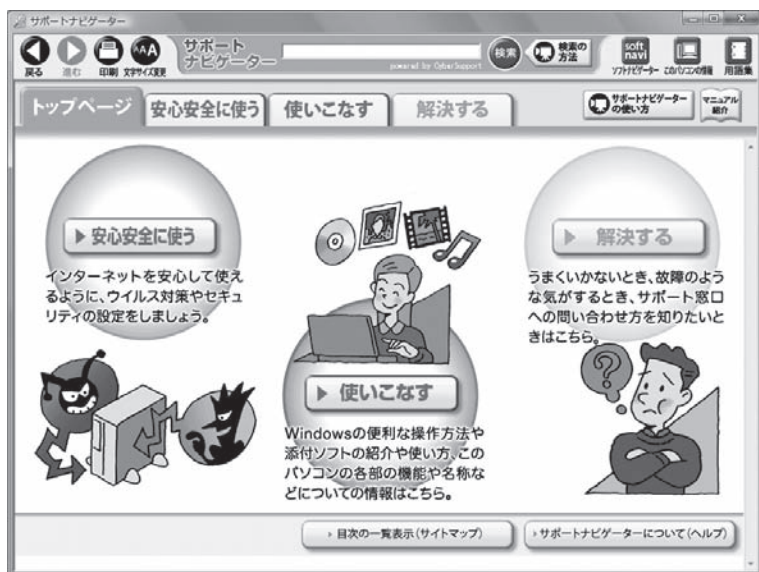 サポートナビゲーター
戻る
進む
印刷
文字サイズ変更
サポート
ナビゲーター
powered by CyberSupport
検索
検索の
方法
soft
navi
ソフトナビゲーター
このパソコンの情報
用語集
トップページ
安心安全に使う
使いこなす
解決する
サポートナビゲーター
の使い方
マニュアル
紹介
安心安全に使う
インターネットを安心して使え
るように、ウイルス対策やセキュ
リティの設定をしましょう。
使いこなす
Windowsの便利な操作方法や
添付ソフトの紹介や使い方、この
パソコンの各部の機能や名称な
どについての情報はこちら。
解決する
うまくいかないとき、故障のよう
な気がするとき、サポート窓口
への問い合わせ方を知りたいと
きはこちら。
目次の一覧表示(サイトマップ)
サポートナビゲーターについて(ヘルプ)